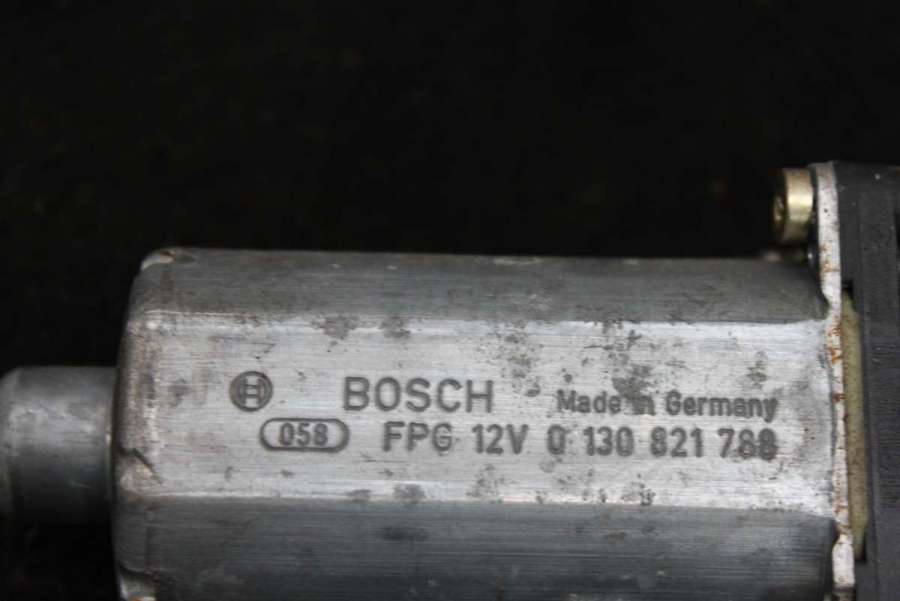 BOSCH Made in Germany
058 FPG 12V 0 130 821 788